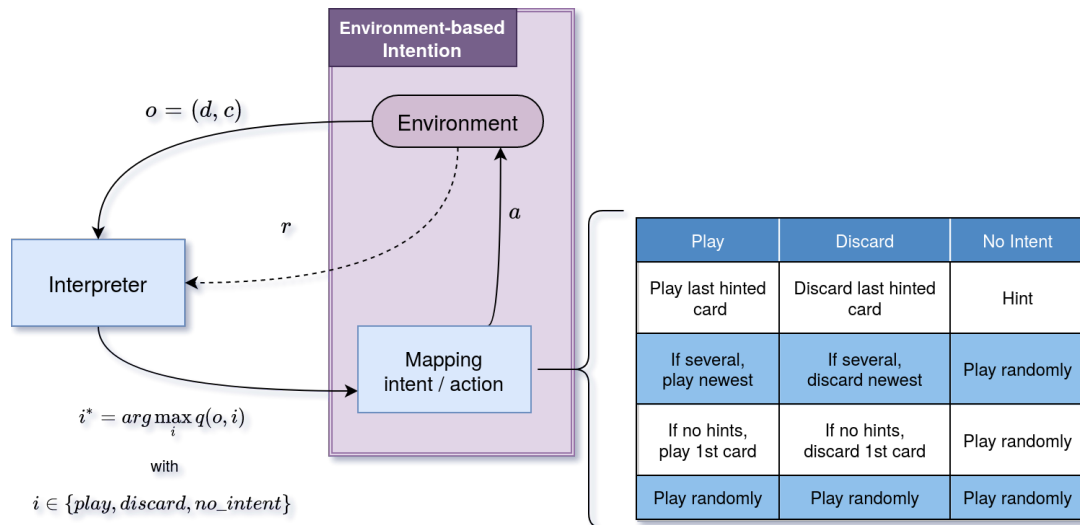 Environment-based
Intention
o = (d, c)
Environment
r
a
Interpreter
Mapping
intent / action
i* = arg max q(o, i)
i
with
i ∈ {play, discard, no_intent}
Play Discard No Intent
Play last hinted
card
Discard last hinted
card
Hint
If several,
play newest
If several,
discard newest
Play randomly
If no hints,
play 1st card
If no hints,
discard 1st card
Play randomly
Play randomly Play randomly Play randomly